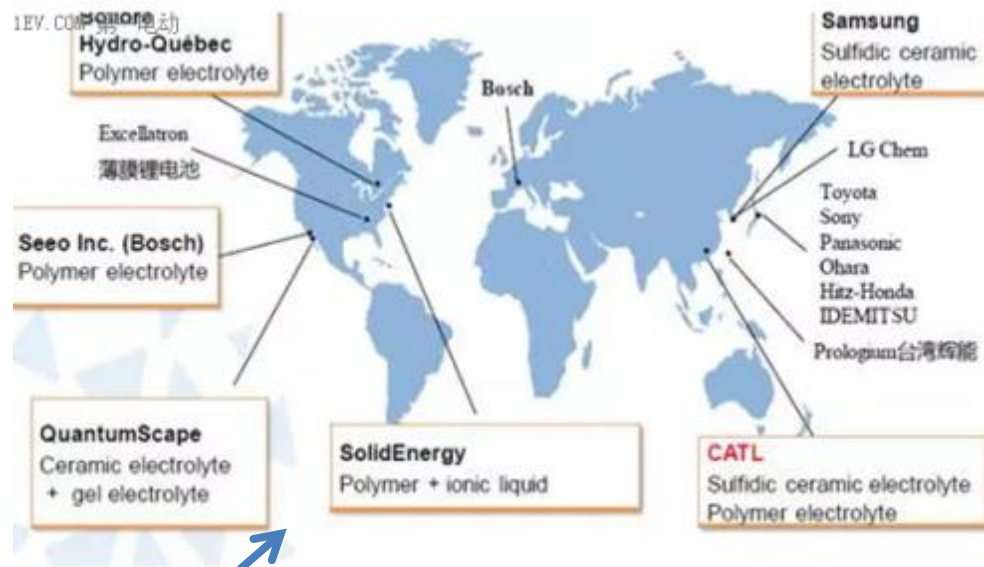 1EV.COM 第一电动
Bollore
Hydro-Québec
Polymer electrolyte
Samsung
Sulfidic ceramic
electrolyte
Bosch
Excellatron
薄膜锂电池
LG Chem
Toyota
Sony
Panasonic
Ohara
Hitz-Honda
IDEMITSU
Prologium台湾辉能
Seeo Inc. (Bosch)
Polymer electrolyte
QuantumScape
Ceramic electrolyte
+ gel electrolyte
SolidEnergy
Polymer + ionic liquid
CATL
Sulfidic ceramic electrolyte
Polymer electrolyte